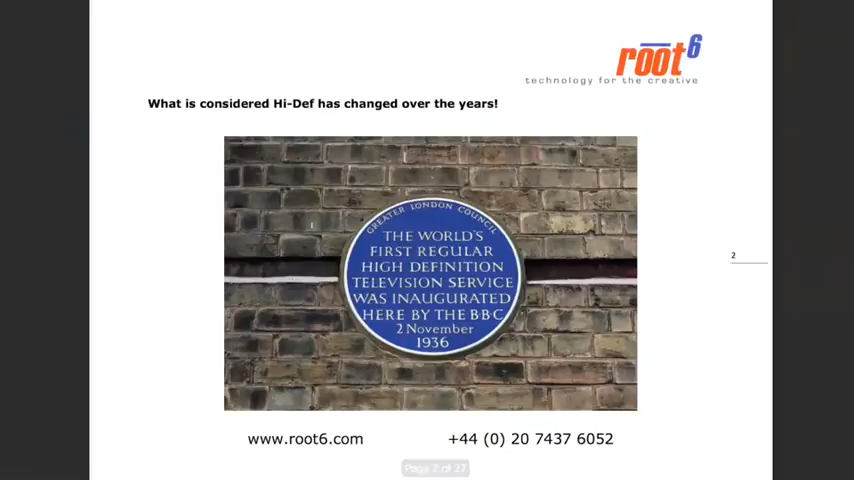 root6
technology for the creative
What is considered Hi-Def has changed over the years!
GREATER LONDON COUNCIL
THE WORLD'S
FIRST REGULAR
HIGH DEFINITION
TELEVISION SERVICE
WAS INAUGURATED
HERE BY THE BBC
2 November
1936
2
www.root6.com
+44 (0) 20 7437 6052
Page 2 of 27